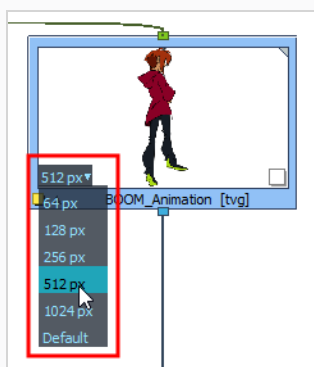 512 px▾
64 px
BOOM_Animation [tvg]
128 px
256 px
512 px
1024 px
Default